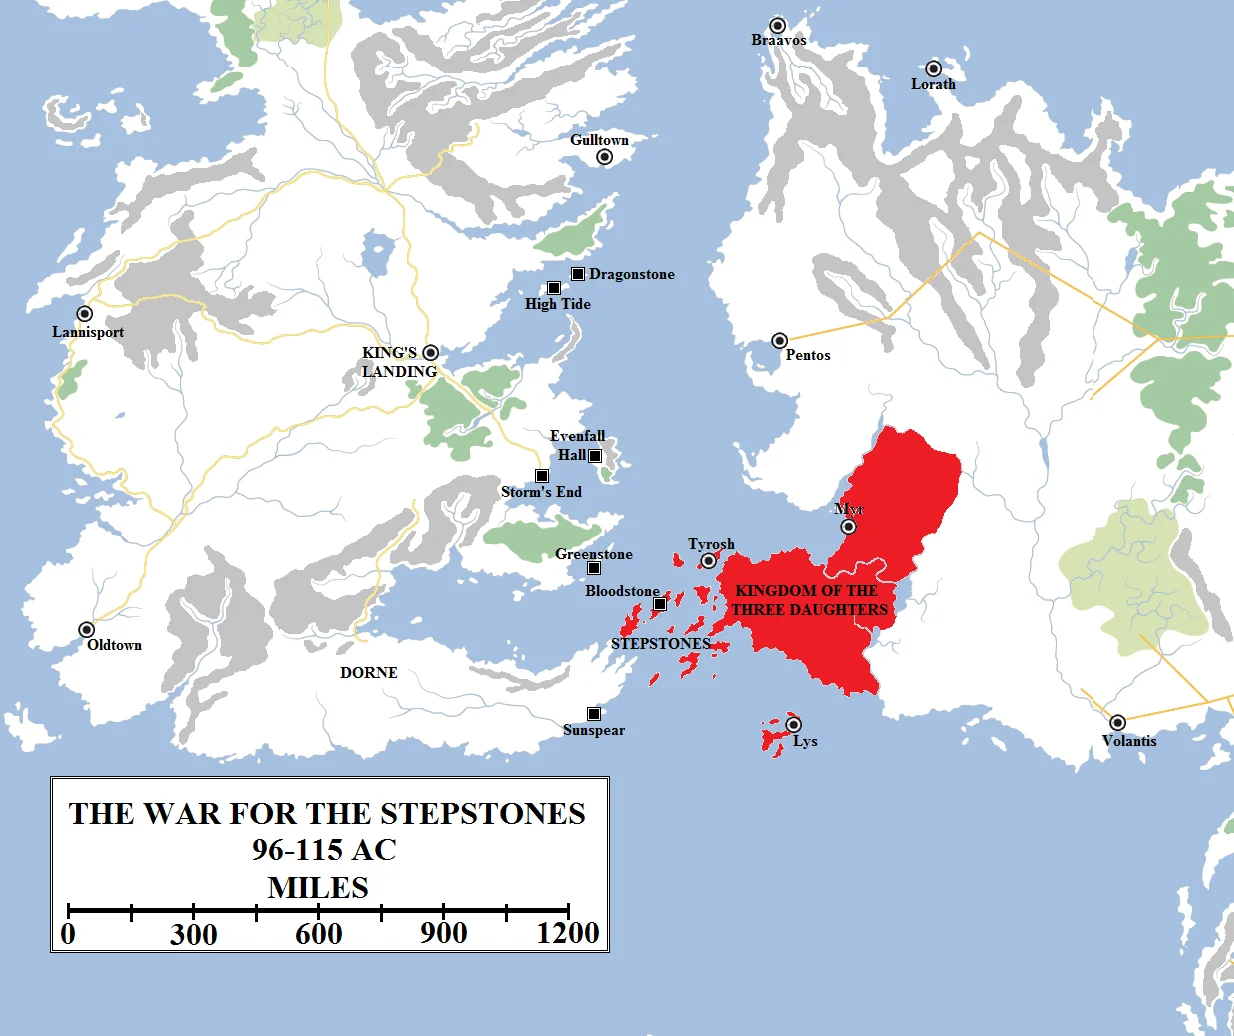 Braavos
Lorath
Gulltown
Dragonstone
High Tide
Lannisport
KING'S
LANDING
Pentos
Evenfall
Hall
Storm's End
Myr
Tyrosh
Greenstone
Bloodstone
KINGDOM OF THE
THREE DAUGHTERS
STEPSTONES
Oldtown
DORNE
Sunspear
Lys
Volantis
THE WAR FOR THE STEPSTONES
96-115 AC
MILES
0 300 600 900 1200